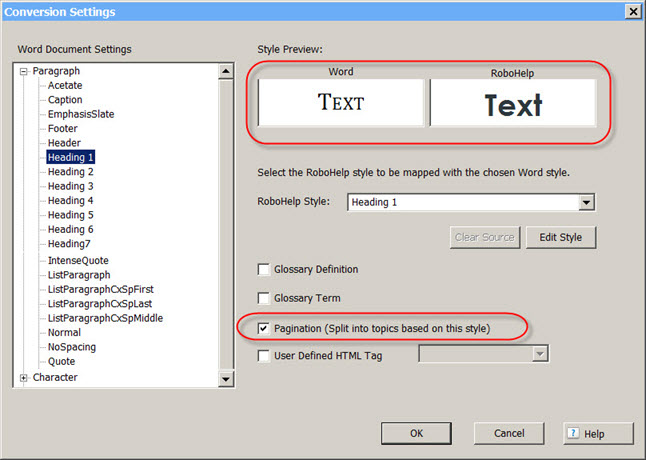 Conversion Settings
Word Document Settings
Paragraph
Acetate
Caption
EmphasisSlate
Footer
Header
Heading 1
Heading 2
Heading 3
Heading 4
Heading 5
Heading 6
Heading7
IntenseQuote
ListParagraph
ListParagraphCxSpFirst
ListParagraphCxSpLast
ListParagraphCxSpMiddle
Normal
NoSpacing
Quote
Character
Style Preview:
Word
RoboHelp
TEXT
Text
Select the RoboHelp style to be mapped with the chosen Word style.
RoboHelp Style:
Heading 1
Clear Source
Edit Style
Glossary Definition
Glossary Term
Pagination (Split into topics based on this style)
User Defined HTML Tag
OK
Cancel
? Help